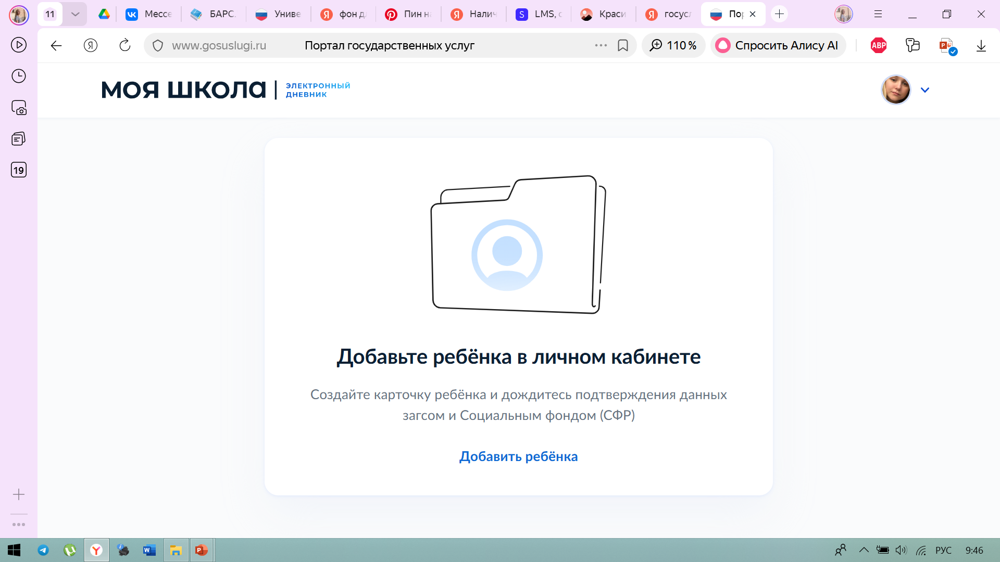 11
Мессе
БАРС.
Униве
фон д
Пин на
Налич
LMS, с
Краси
госусл
Пор
www.gosuslugi.ru
Портал государственных услуг
110 %
Спросить Алису AI
ABP
19
МОЯ ШКОЛА
ЭЛЕКТРОННЫЙ
ДНЕВНИК
Добавьте ребёнка в личном кабинете
Создайте карточку ребёнка и дождитесь подтверждения данных
загсом и Социальным фондом (СФР)
Добавить ребёнка
РУС
9:46